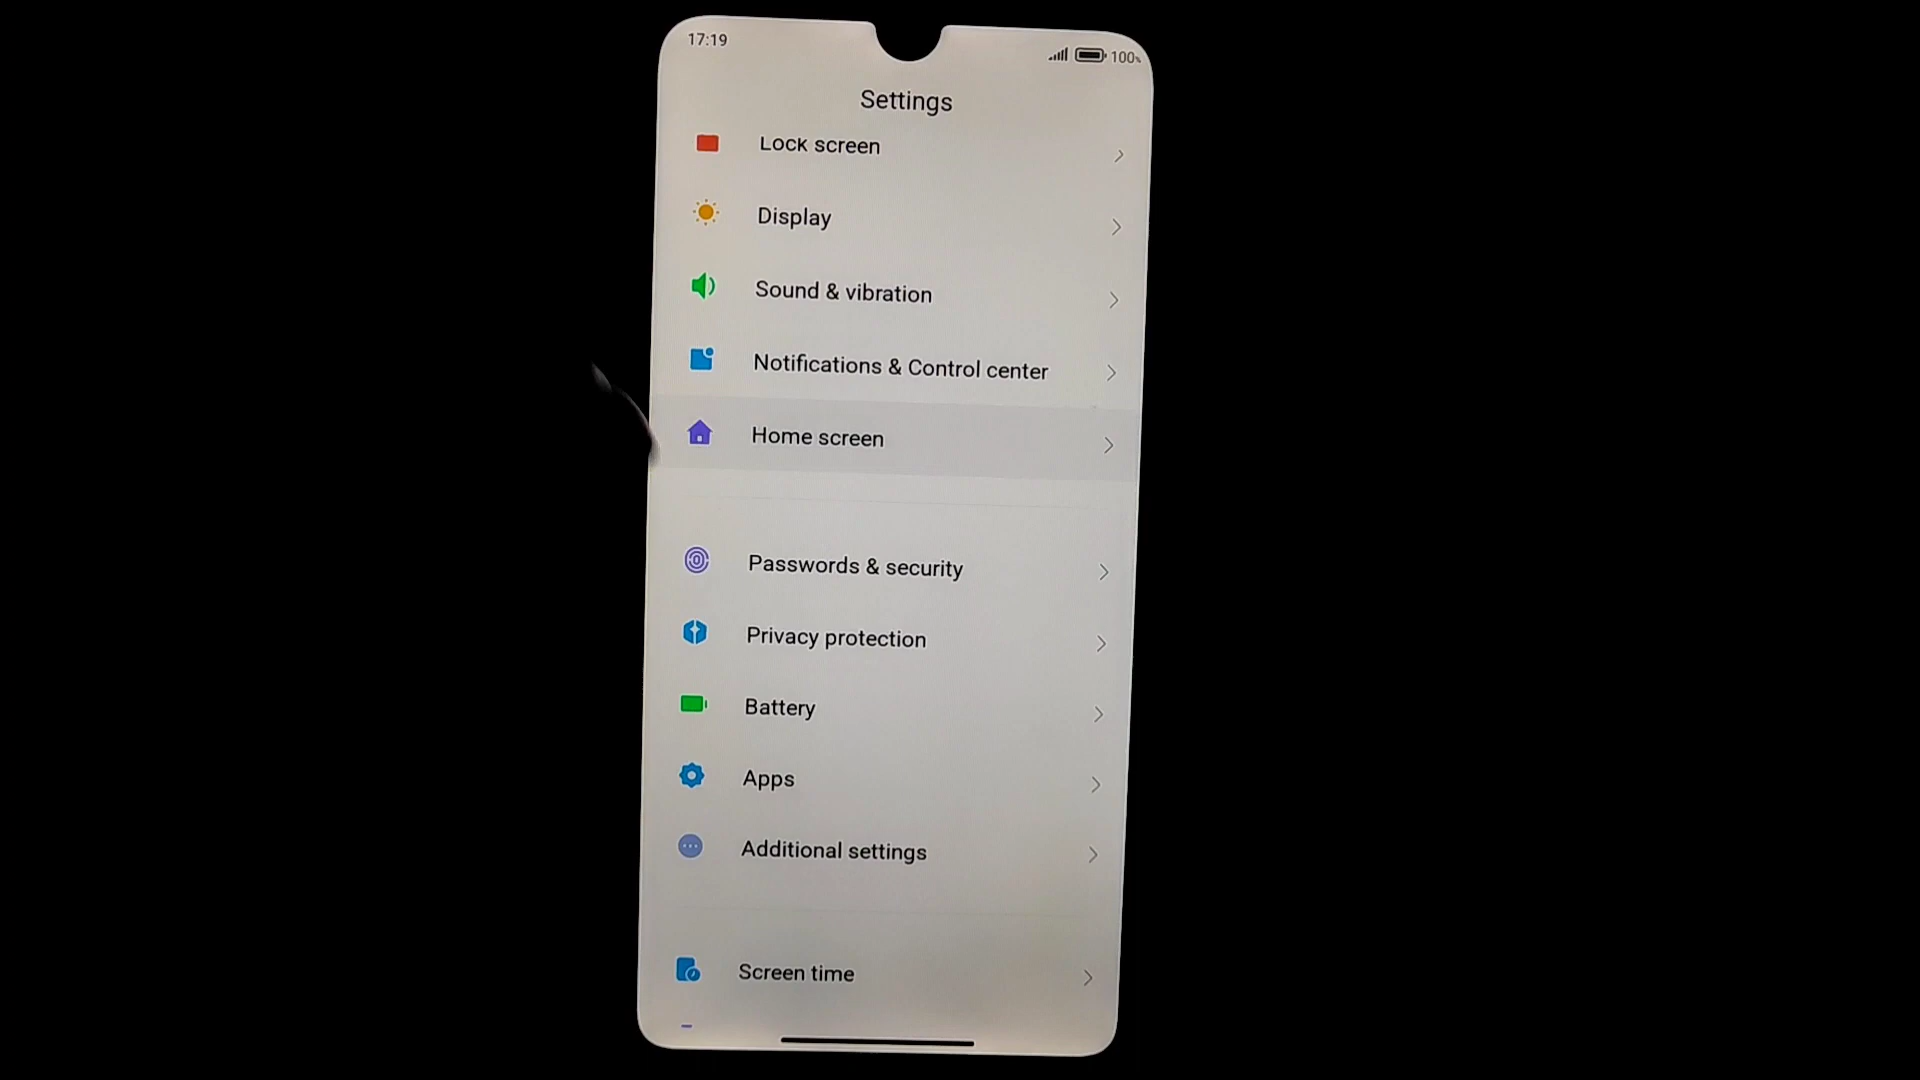 17:19
100%
Settings
Lock screen
Display
Sound & vibration
Notifications & Control center
Home screen
Passwords & security
Privacy protection
Battery
Apps
Additional settings
Screen time